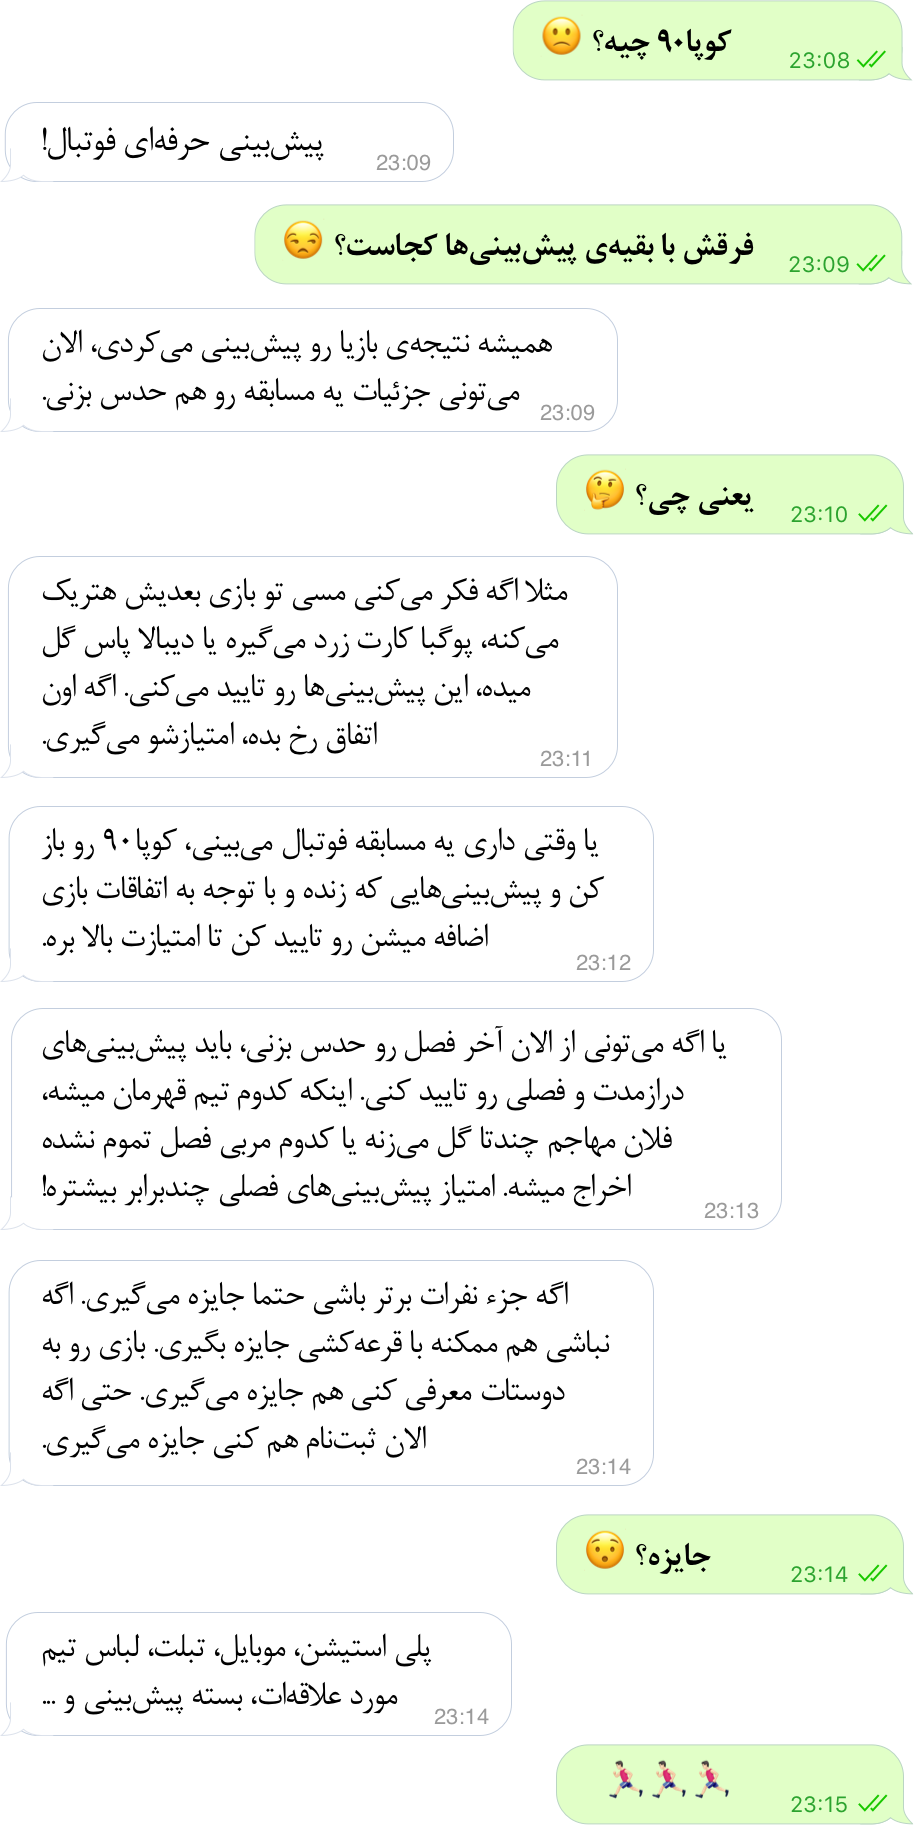 کوپا۹۰ چیه؟ 🙁
23:08
پیش‌بینی حرفه‌ای فوتبال!
23:09
فرقش با بقیه‌ی پیش‌بینی‌ها کجاست؟ 😒
23:09
همیشه نتیجه‌ی بازیا رو پیش‌بینی می‌کردی، الان
می‌تونی جزئیات یه مسابقه رو هم حدس بزنی.
23:09
یعنی چی؟ 🤔
23:10
مثلا اگه فکر می‌کنی مسی تو بازی بعدیش هتریک
می‌کنه، پوگبا کارت زرد می‌گیره یا دیبالا پاس گل
میده، این پیش‌بینی‌ها رو تایید می‌کنی. اگه اون
اتفاق رخ بده، امتیازشو می‌گیری.
23:11
یا وقتی داری یه مسابقه فوتبال می‌بینی، کوپا۹۰ رو باز
کن و پیش‌بینی‌هایی که زنده و با توجه به اتفاقات بازی
اضافه میشن رو تایید کن تا امتیازت بالا بره.
23:12
یا اگه می‌تونی از الان آخر فصل رو حدس بزنی، باید پیش‌بینی‌های
درازمدت و فصلی رو تایید کنی. اینکه کدوم تیم قهرمان میشه،
فلان مهاجم چندتا گل می‌زنه یا کدوم مربی فصل تموم نشده
اخراج میشه. امتیاز پیش‌بینی‌های فصلی چندبرابر بیشتره!
23:13
اگه جزء نفرات برتر باشی حتما جایزه می‌گیری. اگه
نباشی هم ممکنه با قرعه‌کشی جایزه بگیری. بازی رو به
دوستات معرفی کنی هم جایزه می‌گیری. حتی اگه
الان ثبت‌نام هم کنی جایزه می‌گیری.
23:14
جایزه؟ 😯
23:14
پلی استیشن، موبایل، تبلت، لباس تیم
مورد علاقه‌ات، بسته پیش‌بینی و ...
23:14
🏃🏃🏃
23:15